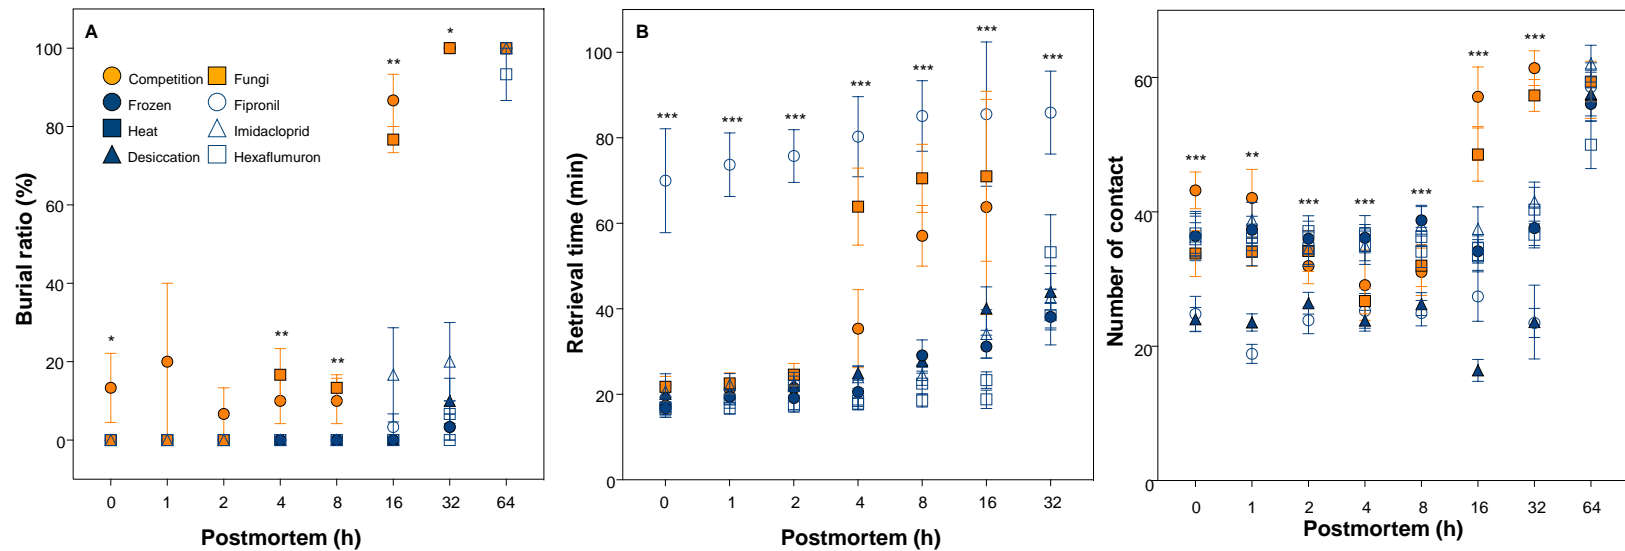 A
Burial ratio (%)
100
80
60
40
20
0
Competition
Fungi
Frozen
Fipronil
Heat
Imidacloprid
Desiccation
Hexaflumuron
*
**
**
**
*
0 1 2 4 8 16 32 64
Postmortem (h)
B
Retrieval time (min)
100
80
60
40
20
0
***
***
***
***
***
***
***
0 1 2 4 8 16 32
Postmortem (h)
Number of contact
60
40
20
0
***
**
***
***
***
***
***
0 1 2 4 8 16 32 64
Postmortem (h)